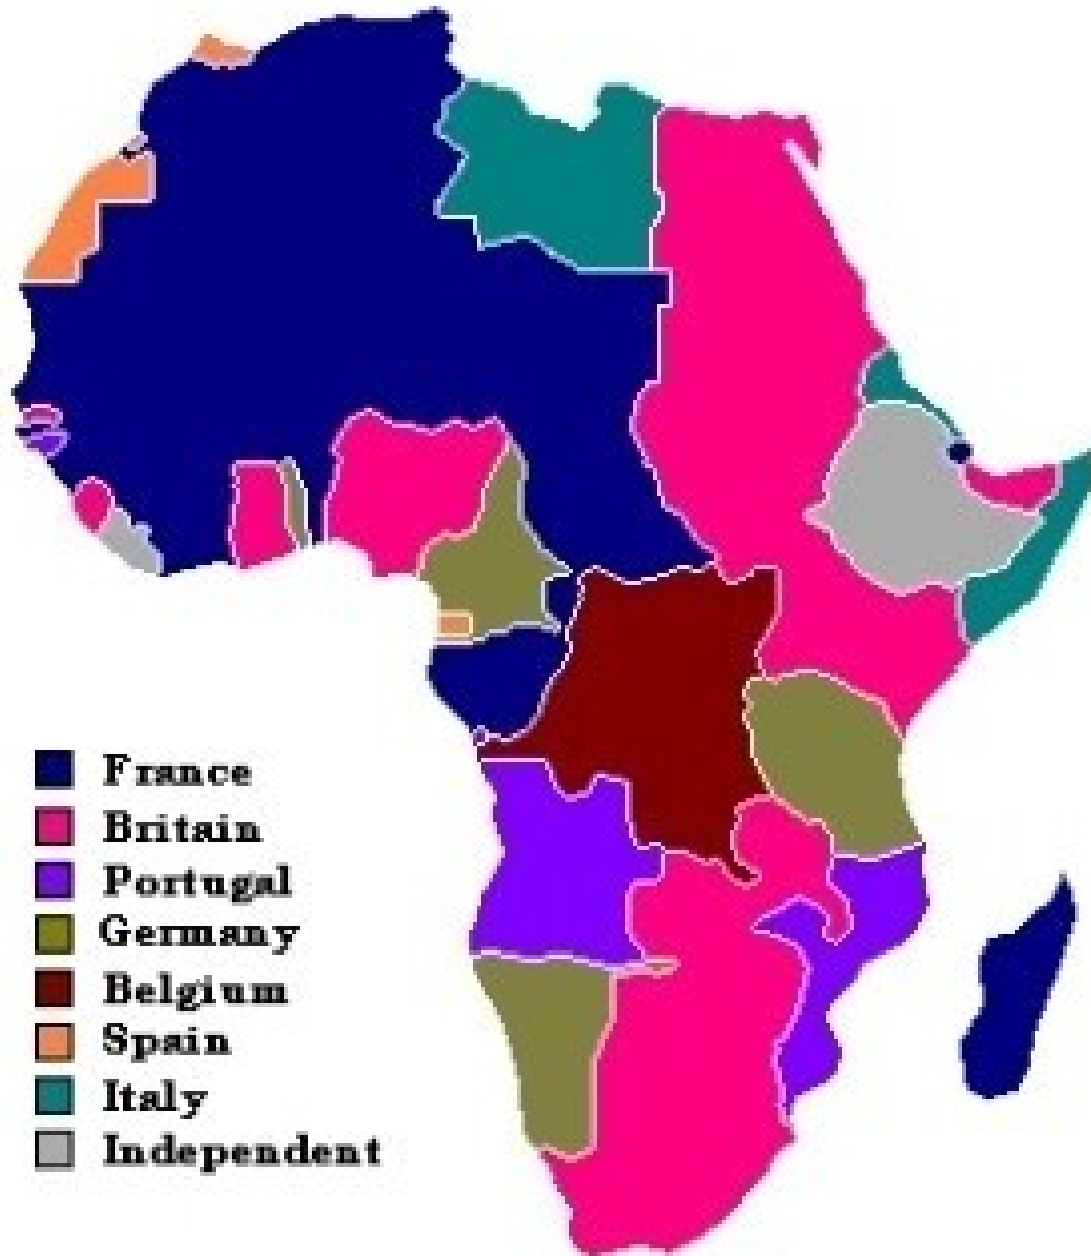 France
Britain
Portugal
Germany
Belgium
Spain
Italy
Independent